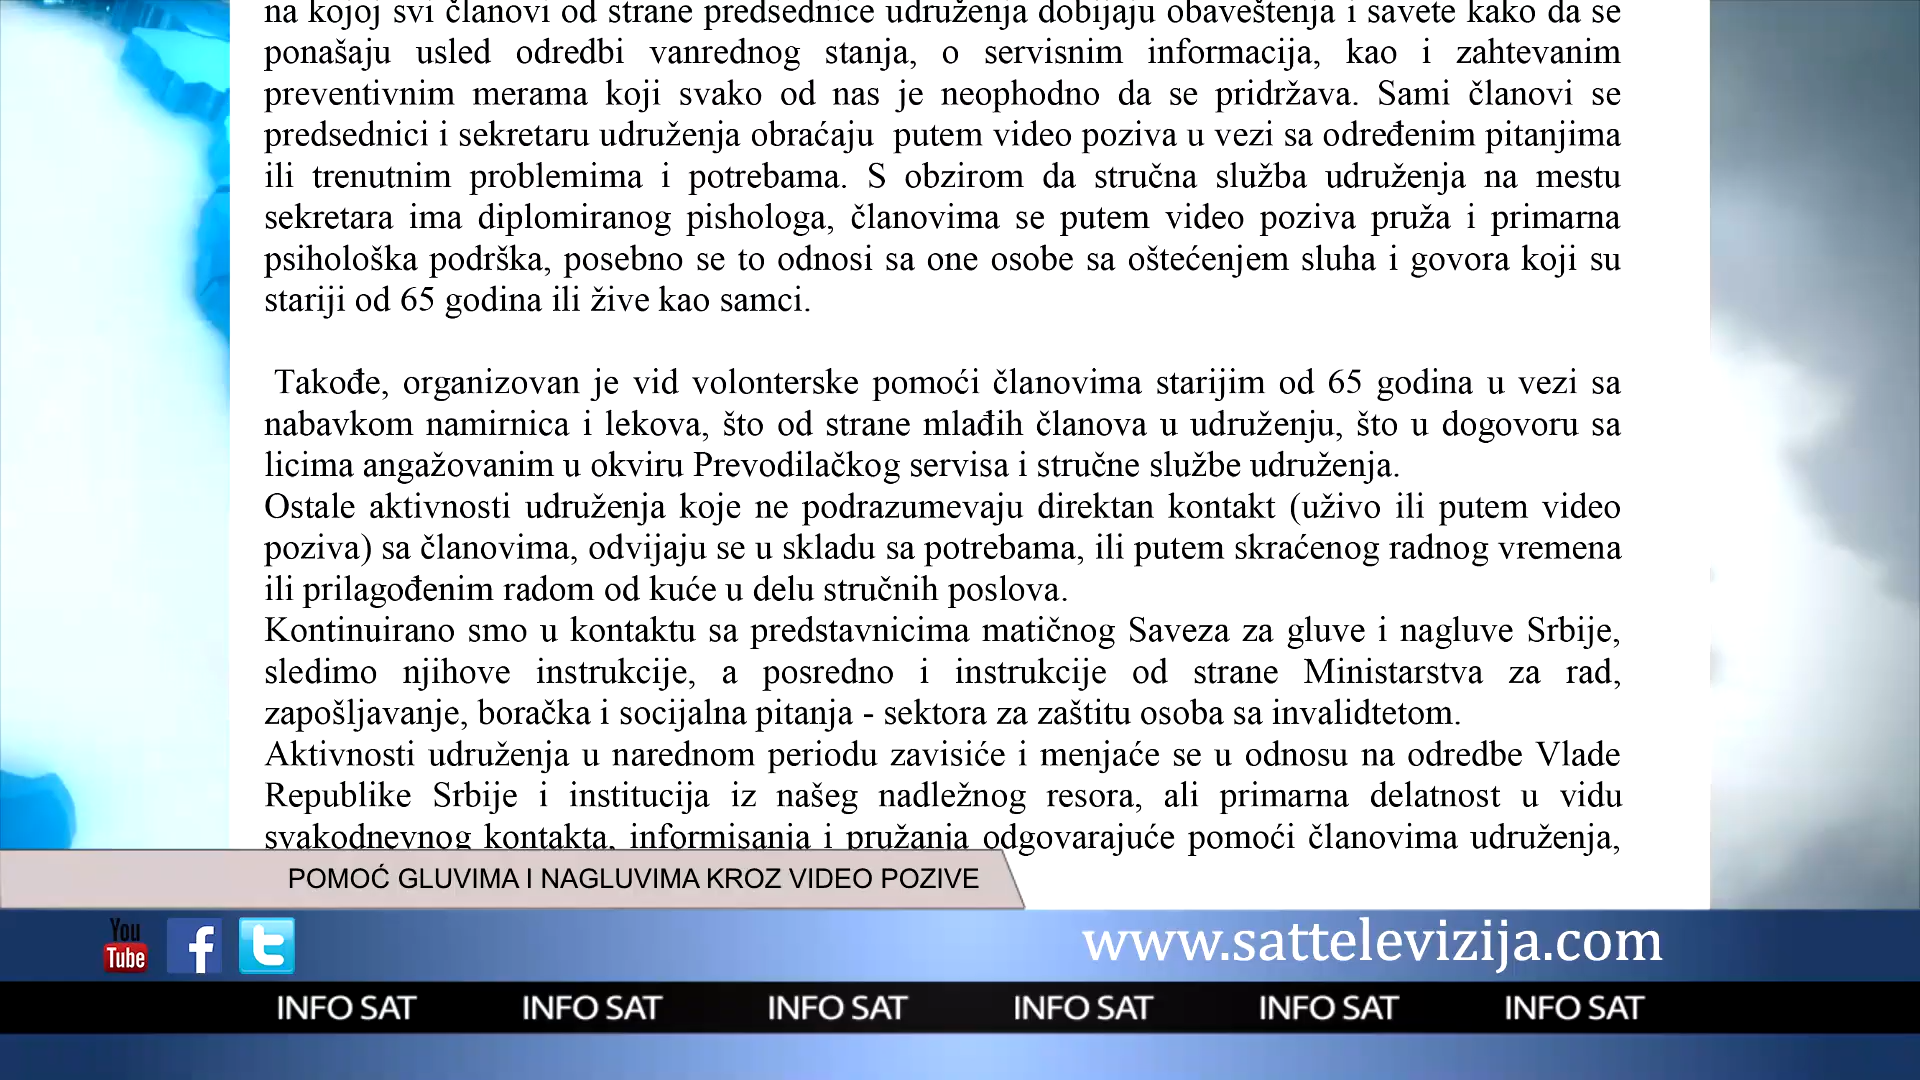 na kojoj svi članovi od strane predsednice udruženja dobijaju obaveštenja i savete kako da se
ponašaju usled odredbi vanrednog stanja, o servisnim informacija, kao i zahtevanim
preventivnim merama koji svako od nas je neophodno da se pridržava. Sami članovi se
predsednici i sekretaru udruženja obraćaju putem video poziva u vezi sa određenim pitanjima
ili trenutnim problemima i potrebama. S obzirom da stručna služba udruženja na mestu
sekretara ima diplomiranog pishologa, članovima se putem video poziva pruža i primarna
psihološka podrška, posebno se to odnosi sa one osobe sa oštećenjem sluha i govora koji su
stariji od 65 godina ili žive kao samci.
Takođe, organizovan je vid volonterske pomoći članovima starijim od 65 godina u vezi sa
nabavkom namirnica i lekova, što od strane mlađih članova u udruženju, što u dogovoru sa
licima angažovanim u okviru Prevodilačkog servisa i stručne službe udruženja.
Ostale aktivnosti udruženja koje ne podrazumevaju direktan kontakt (uživo ili putem video
poziva) sa članovima, odvijaju se u skladu sa potrebama, ili putem skraćenog radnog vremena
ili prilagođenim radom od kuće u delu stručnih poslova.
Kontinuirano smo u kontaktu sa predstavnicima matičnog Saveza za gluve i nagluve Srbije,
sledimo njihove instrukcije, a posredno i instrukcije od strane Ministarstva za rad,
zapošljavanje, boračka i socijalna pitanja - sektora za zaštitu osoba sa invalidtetom.
Aktivnosti udruženja u narednom periodu zavisiće i menjaće se u odnosu na odredbe Vlade
Republike Srbije i institucija iz našeg nadležnog resora, ali primarna delatnost u vidu
svakodnevnog kontakta, informisanja i pružanja odgovarajuće pomoći članovima udruženja,
POMOĆ GLUVIMA I NAGLUVIMA KROZ VIDEO POZIVE
You Tube f t www.sattelevizija.com
INFO SAT INFO SAT INFO SAT INFO SAT INFO SAT INFO SAT